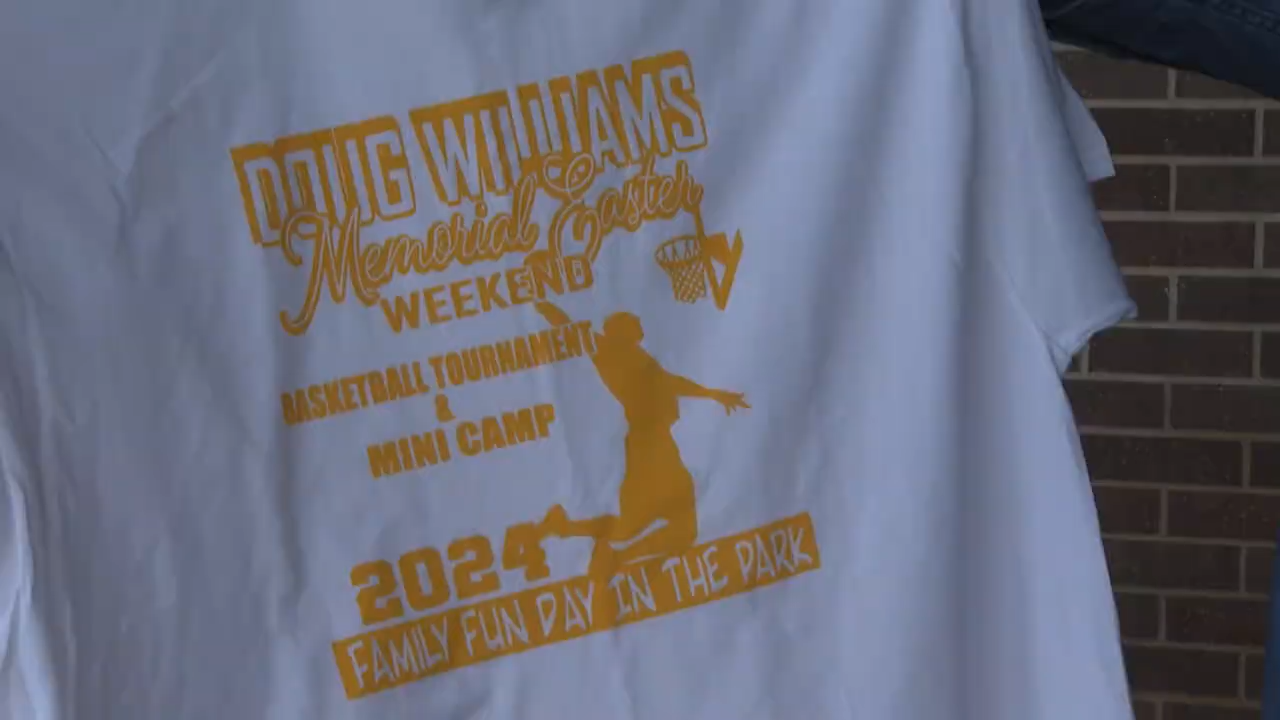 DOUG WILLIAMS
Memorial Easter
WEEKEND
BASKETBALL TOURNAMENT
&
MINI CAMP
2024
FAMILY FUN DAY IN THE PARK